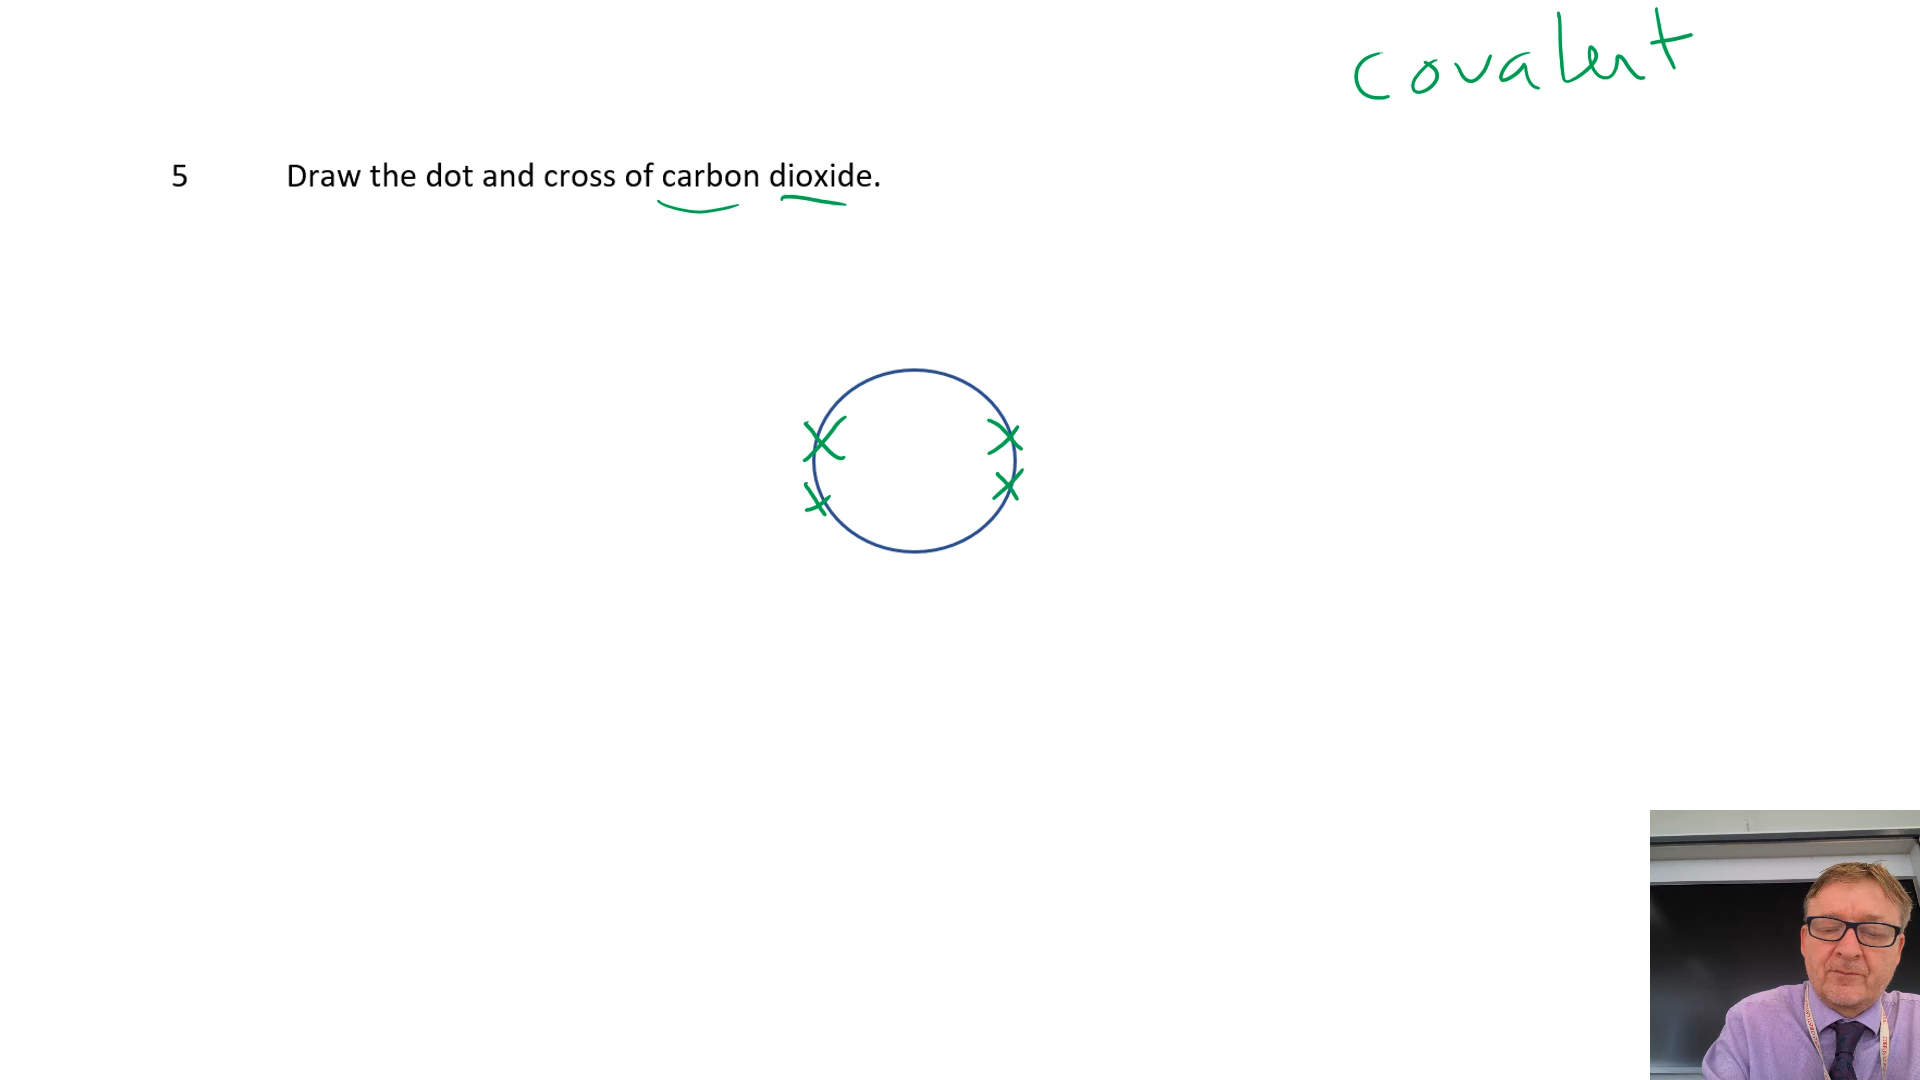 covalent
5 Draw the dot and cross of carbon dioxide.